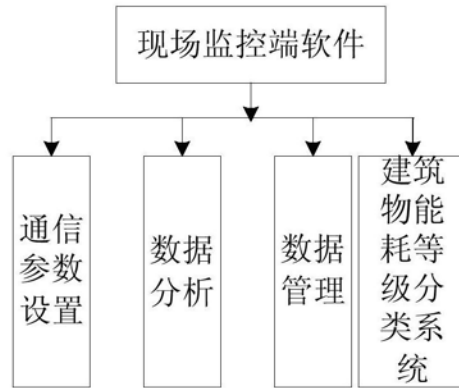 现场监控端软件
通信
参数
设置
数据
分析
数据
管理
建筑
物能
耗等
级分
类系
统